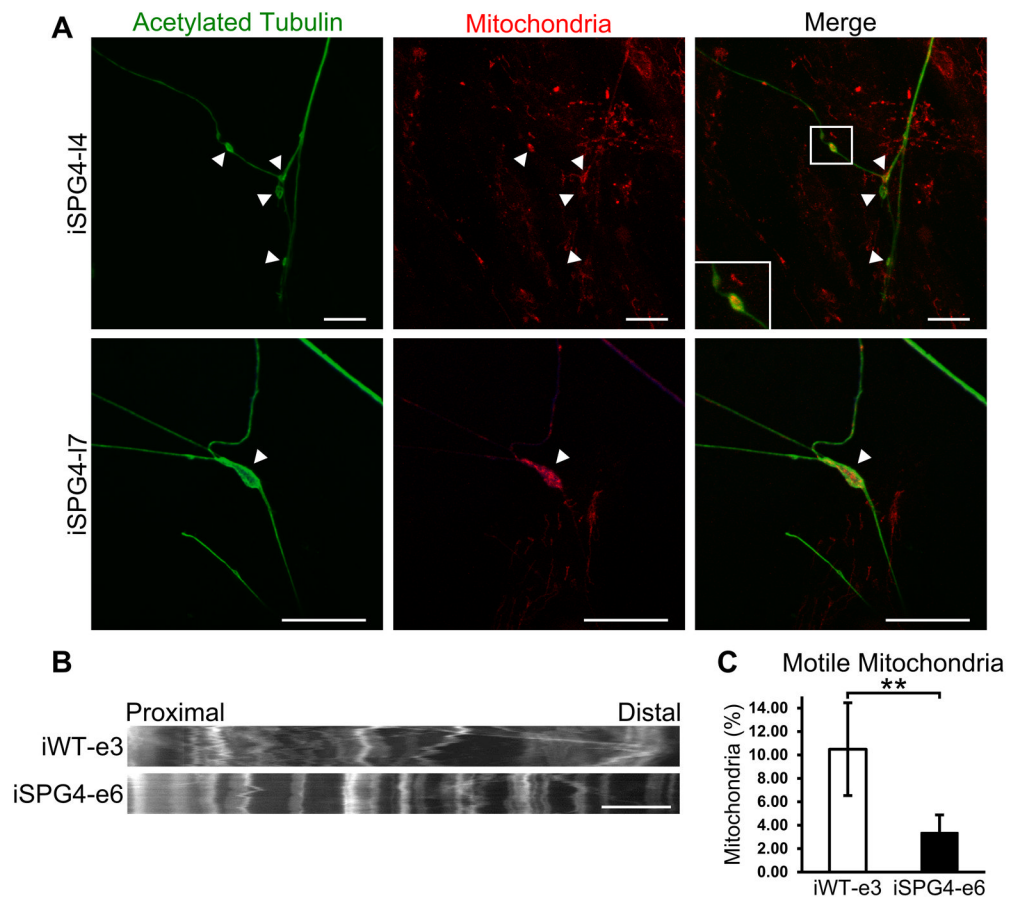 A
Acetylated Tubulin
Mitochondria
Merge
iSPG4-I4
iSPG4-I7
B
Proximal
Distal
iWT-e3
iSPG4-e6
C
Motile Mitochondria
**
Mitochondria (%)
14.00
12.00
10.00
8.00
6.00
4.00
2.00
0.00
iWT-e3
iSPG4-e6